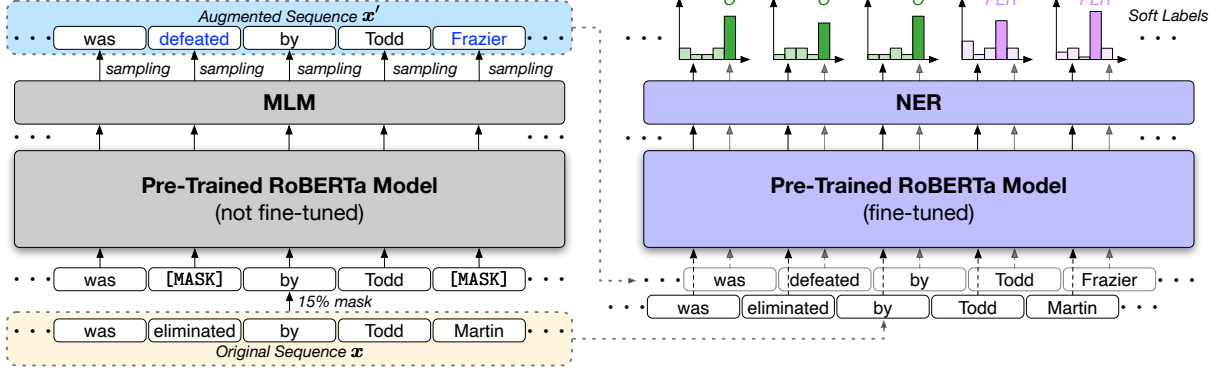 Augmented Sequence x′
· · · was defeated by Todd Frazier · · ·
sampling sampling sampling sampling sampling
MLM
· · · · · ·
Pre-Trained RoBERTa Model
(not fine-tuned)
· · · was [MASK] by Todd [MASK] · · ·
15% mask
· · · was eliminated by Todd Martin · · ·
Original Sequence x
O O O PER PER
· · · Soft Labels · · ·
NER
· · · · · ·
Pre-Trained RoBERTa Model
(fine-tuned)
· · · was defeated by Todd Frazier · · ·
· · · was eliminated by Todd Martin · · ·